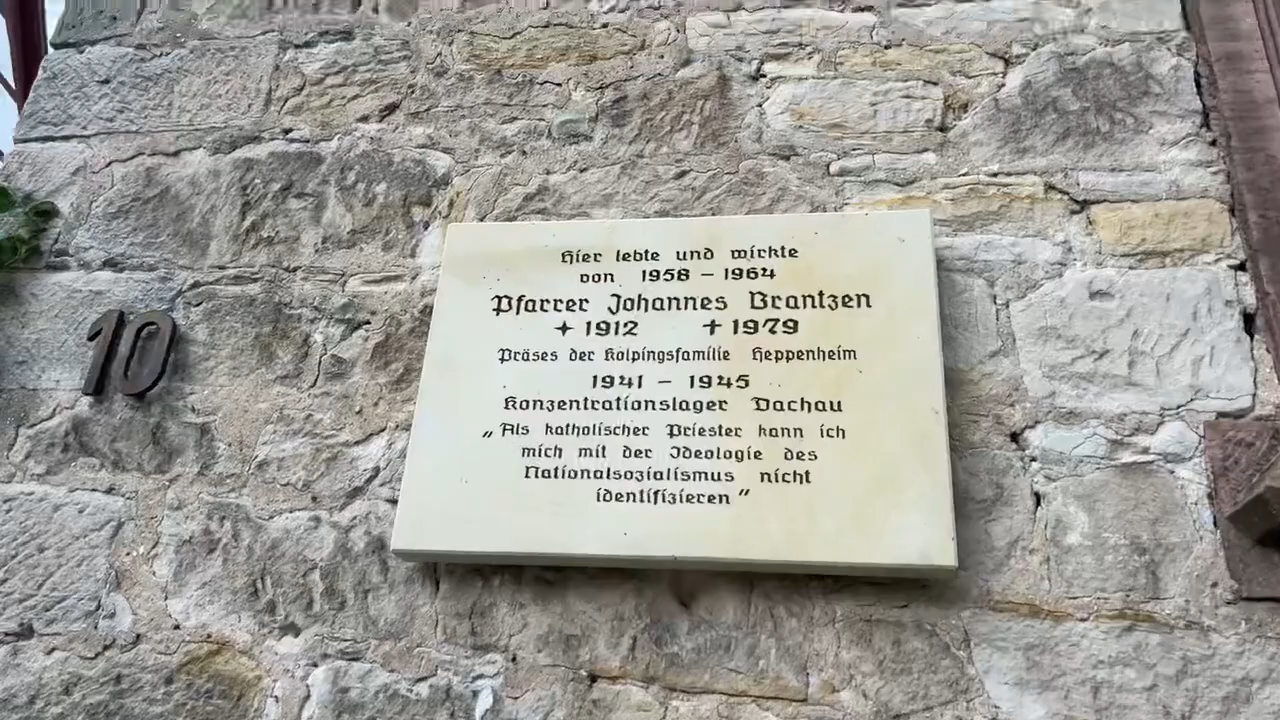 10
Hier lebte und wirkte
von 1958 – 1964
Pfarrer Johannes Brantzen
✦ 1912 ✝ 1979
Präses der Kolpingsfamilie Heppenheim
1941 – 1945
Konzentrationslager Dachau
„Als katholischer Priester kann ich
mich mit der Ideologie des
Nationalsozialismus nicht
identifizieren“